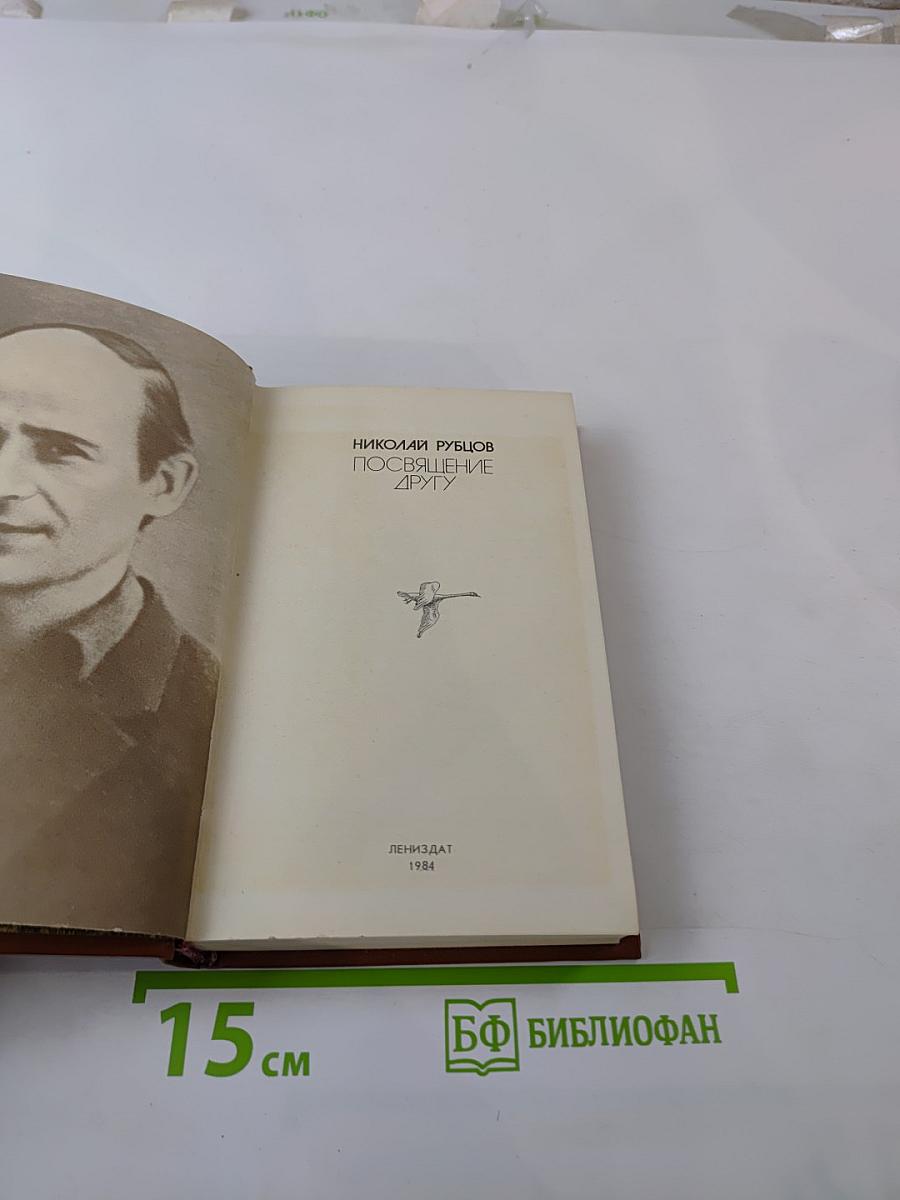 НИКОЛАЙ РУБЦОВ
ПОСВЯЩЕНИЕ
ДРУГУ
ЛЕНИЗДАТ
1984
15 см
БФ БИБЛИОФАН